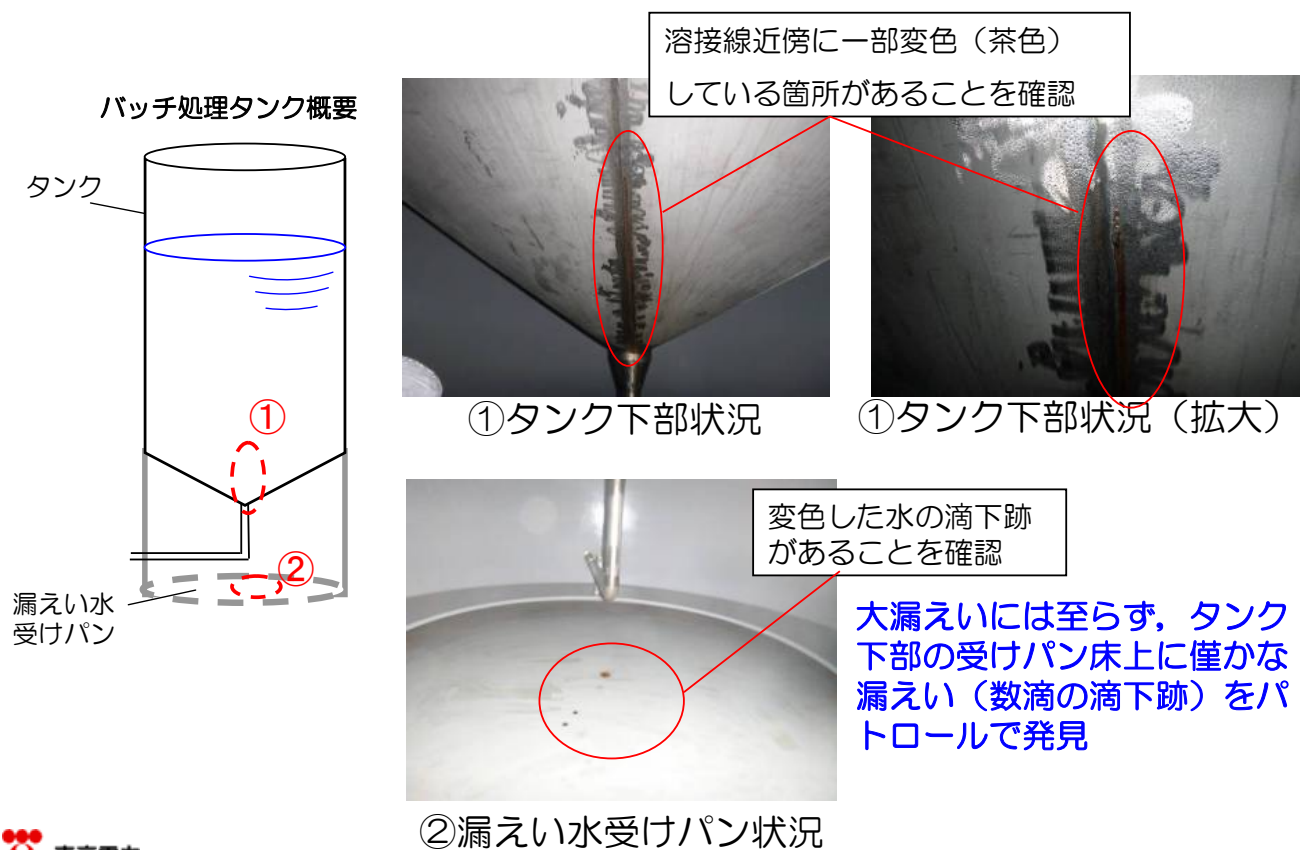 溶接線近傍に一部変色（茶色）
している箇所があることを確認
バッチ処理タンク概要
タンク
①
②
漏えい水
受けパン
①タンク下部状況
①タンク下部状況（拡大）
変色した水の滴下跡
があることを確認
大漏えいには至らず，タンク
下部の受けパン床上に僅かな
漏えい（数滴の滴下跡）をパ
トロールで発見
②漏えい水受けパン状況